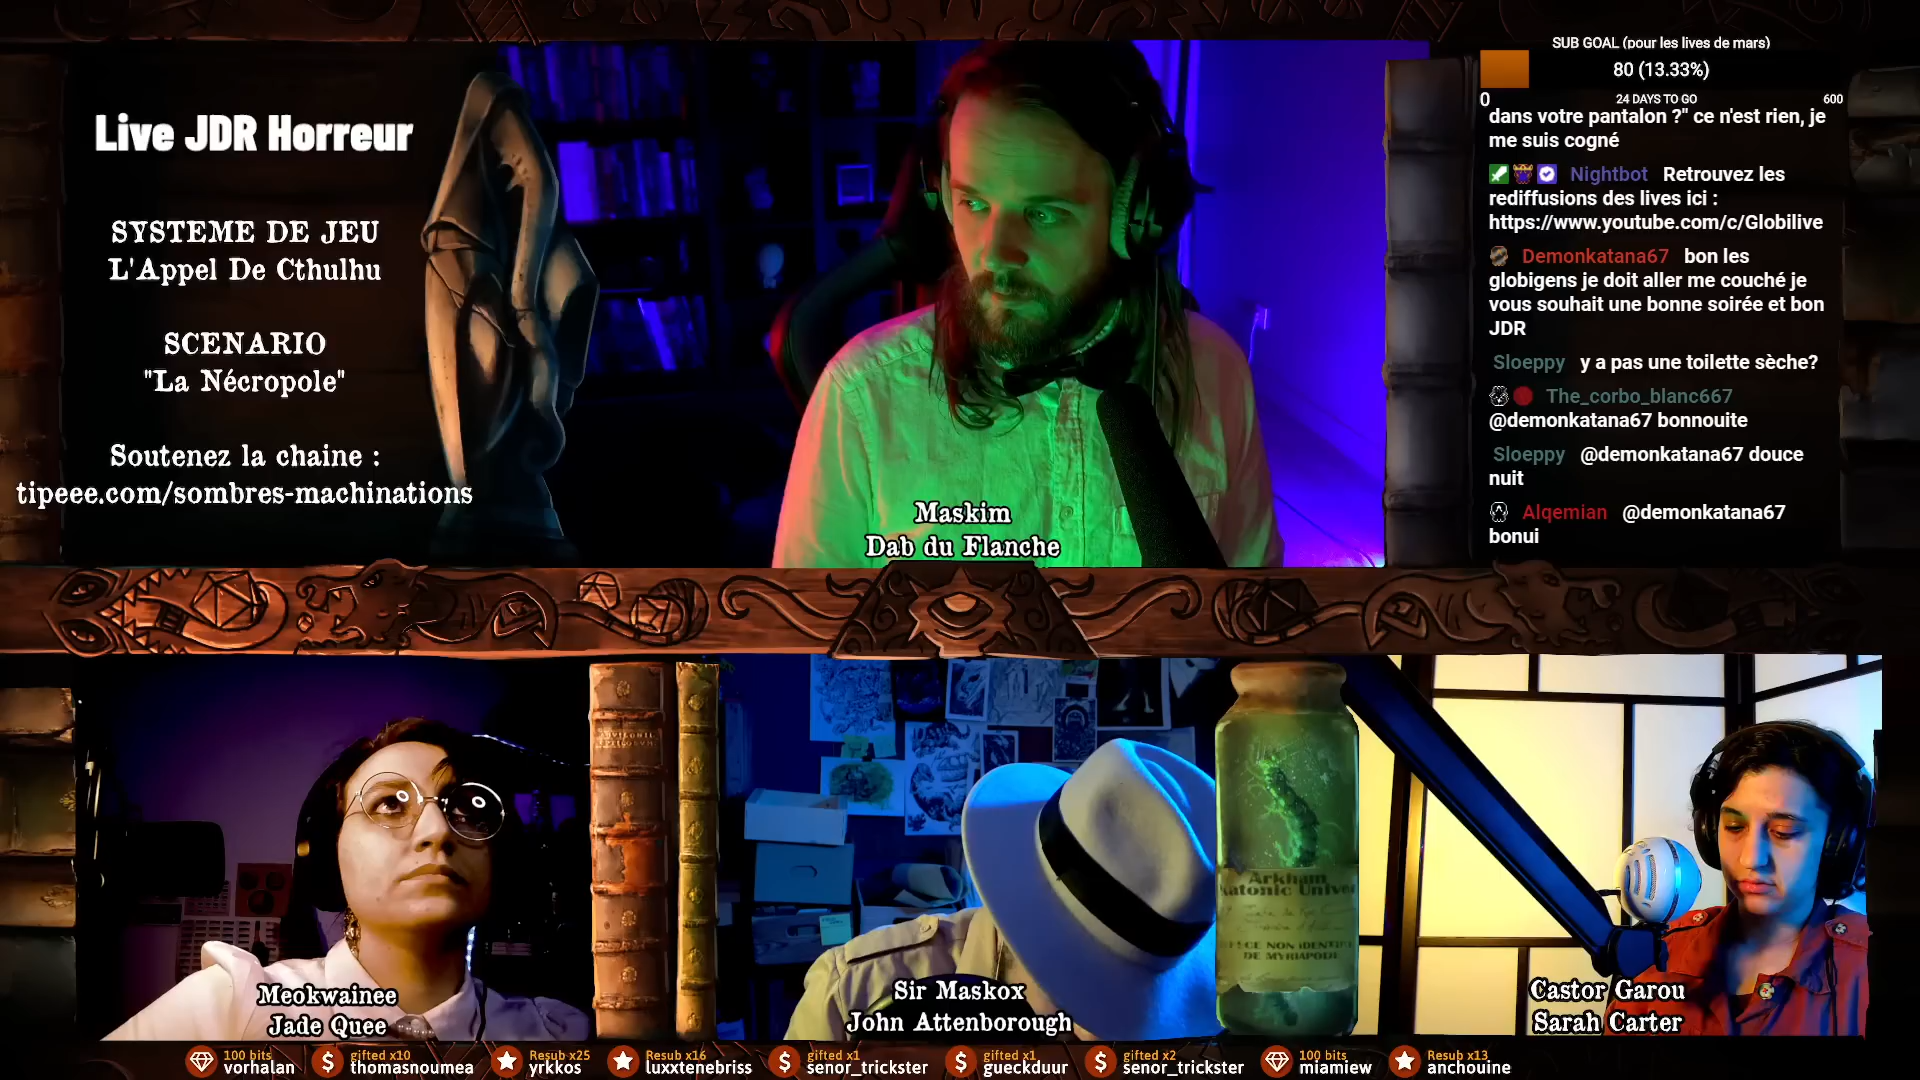 Live JDR Horreur
SYSTEME DE JEU
L'Appel De Cthulhu
SCENARIO
"La Nécropole"
Soutenez la chaine :
tipeee.com/sombres-machinations
Maskim
Dab du Flanche
SUB GOAL (pour les lives de mars)
80 (13.33%)
0
24 DAYS TO GO
600
dans votre pantalon ?" ce n'est rien, je
me suis cogné
Nightbot Retrouvez les
rediffusions des lives ici :
https://www.youtube.com/c/Globilive
Demonkatana67 bon les
globigens je doit aller me couché je
vous souhait une bonne soirée et bon
JDR
Sloeppy y a pas une toilette sèche?
The_corbo_blanc667
@demonkatana67 bonnouite
Sloeppy @demonkatana67 douce
nuit
Alqemian @demonkatana67
bonui
Meokwainee
Jade Quee
Sir Maskox
John Attenborough
Arkham
NON
DE MYRIAPODE
Castor Garou
Sarah Carter
100 bits
vorhalan
gifted x10
thomasnoumea
Resub x25
yrkkos
Resub x16
luxxtenebriss
gifted x1
senor_trickster
gifted x1
gueckduur
gifted x2
senor_trickster
100 bits
miamiew
Resub x13
anchouine